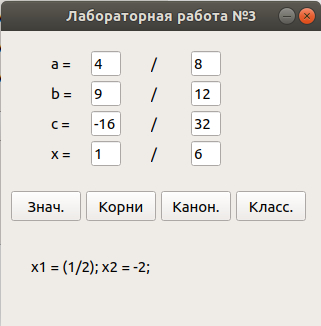 Лабораторная работа №3
a = 4 / 8
b = 9 / 12
c = -16 / 32
x = 1 / 6
Знач. Корни Канон. Класс.
x1 = (1/2); x2 = -2;